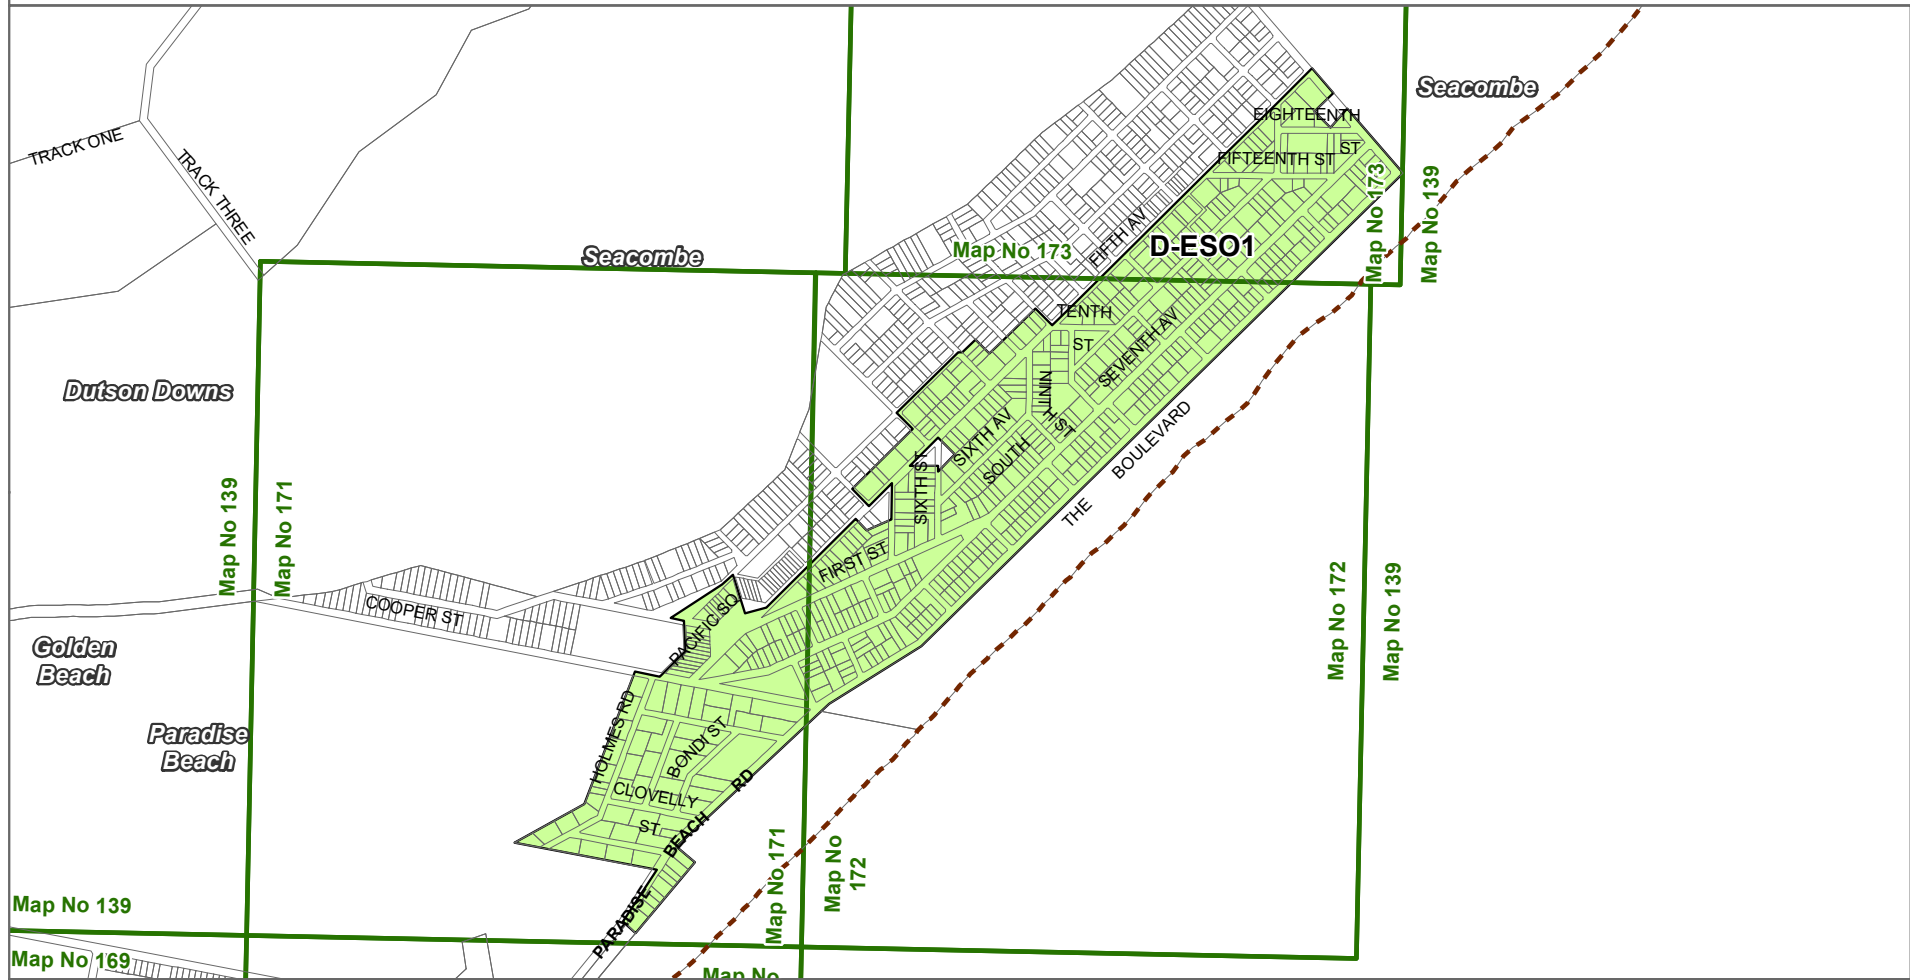 Seacombe
EIGHTEENTH
ST
FIFTEENTH ST
TRACK ONE
TRACK THREE
Map No 173
Map No 139
FIFTH AV
D-ESO1
Map No 173
Seacombe
TENTH
ST
SEVENTH AV
NINT
H ST
Dutson Downs
SIXTH AV
SOUTH
BOULEVARD
THE
SIXTH ST
Map No 139
Map No 171
FIRST ST
Map No 172
Map No 139
COOPER ST
PACIFIC SQ
Golden
Beach
HOLMES RD
BONDI ST
Paradise
Beach
CLOVELLY
ST
RD
BEACH
PARADISE
Map No 171
Map No
172
Map No 139
Map No 169
Map No